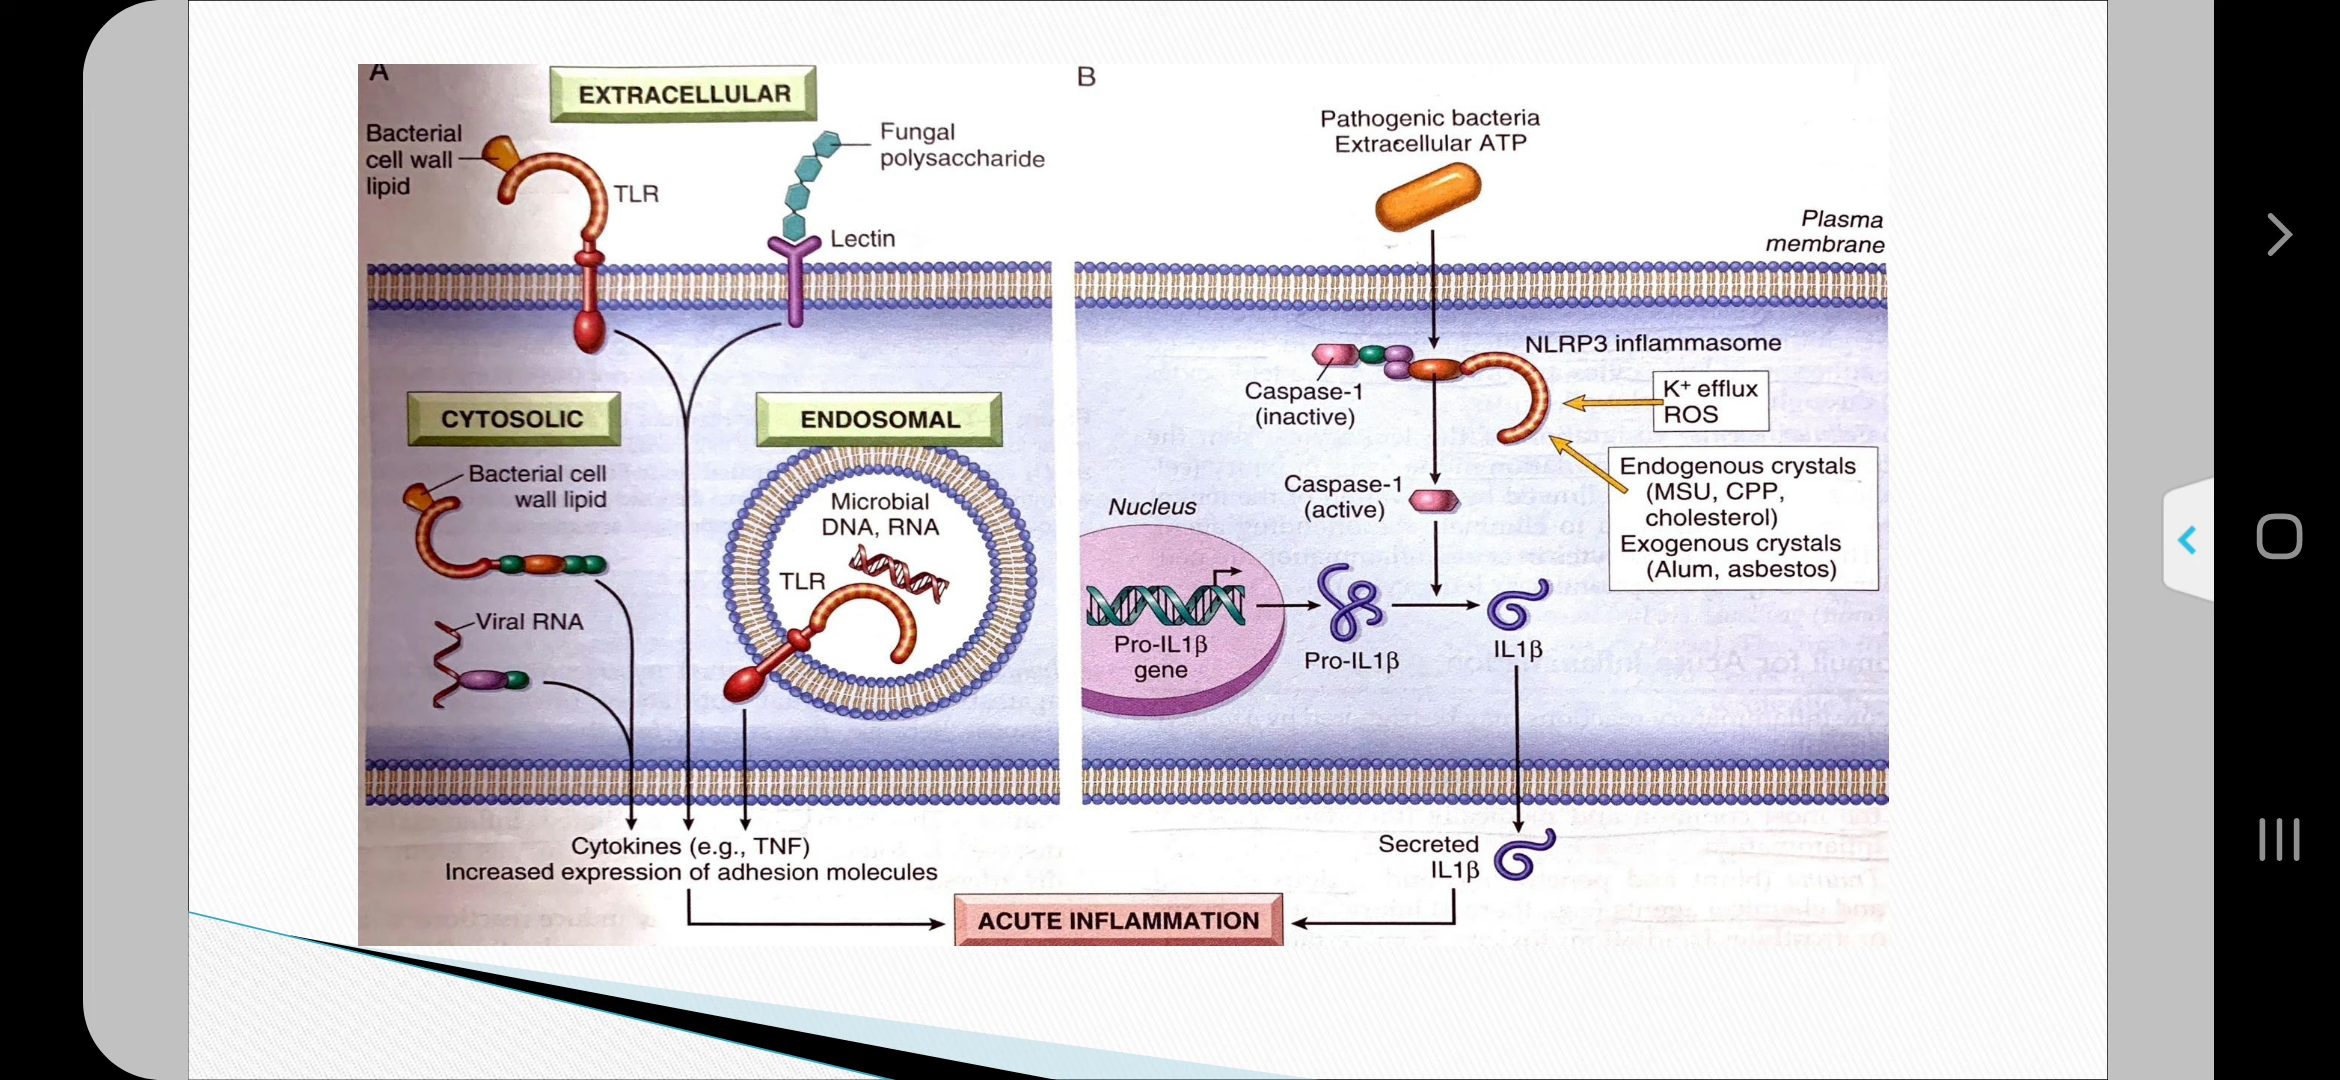 A
EXTRACELLULAR
Bacterial
cell wall
lipid
TLR
Fungal
polysaccharide
Lectin
CYTOSOLIC
Bacterial cell
wall lipid
Viral RNA
ENDOSOMAL
Microbial
DNA, RNA
TLR
Cytokines (e.g., TNF)
Increased expression of adhesion molecules
B
Pathogenic bacteria
Extracellular ATP
Plasma
membrane
NLRP3 inflammasome
Caspase-1
(inactive)
K⁺ efflux
ROS
Endogenous crystals
(MSU, CPP,
cholesterol)
Exogenous crystals
(Alum, asbestos)
Caspase-1
(active)
Nucleus
Pro-IL1β
gene
Pro-IL1β
IL1β
Secreted
IL1β
ACUTE INFLAMMATION